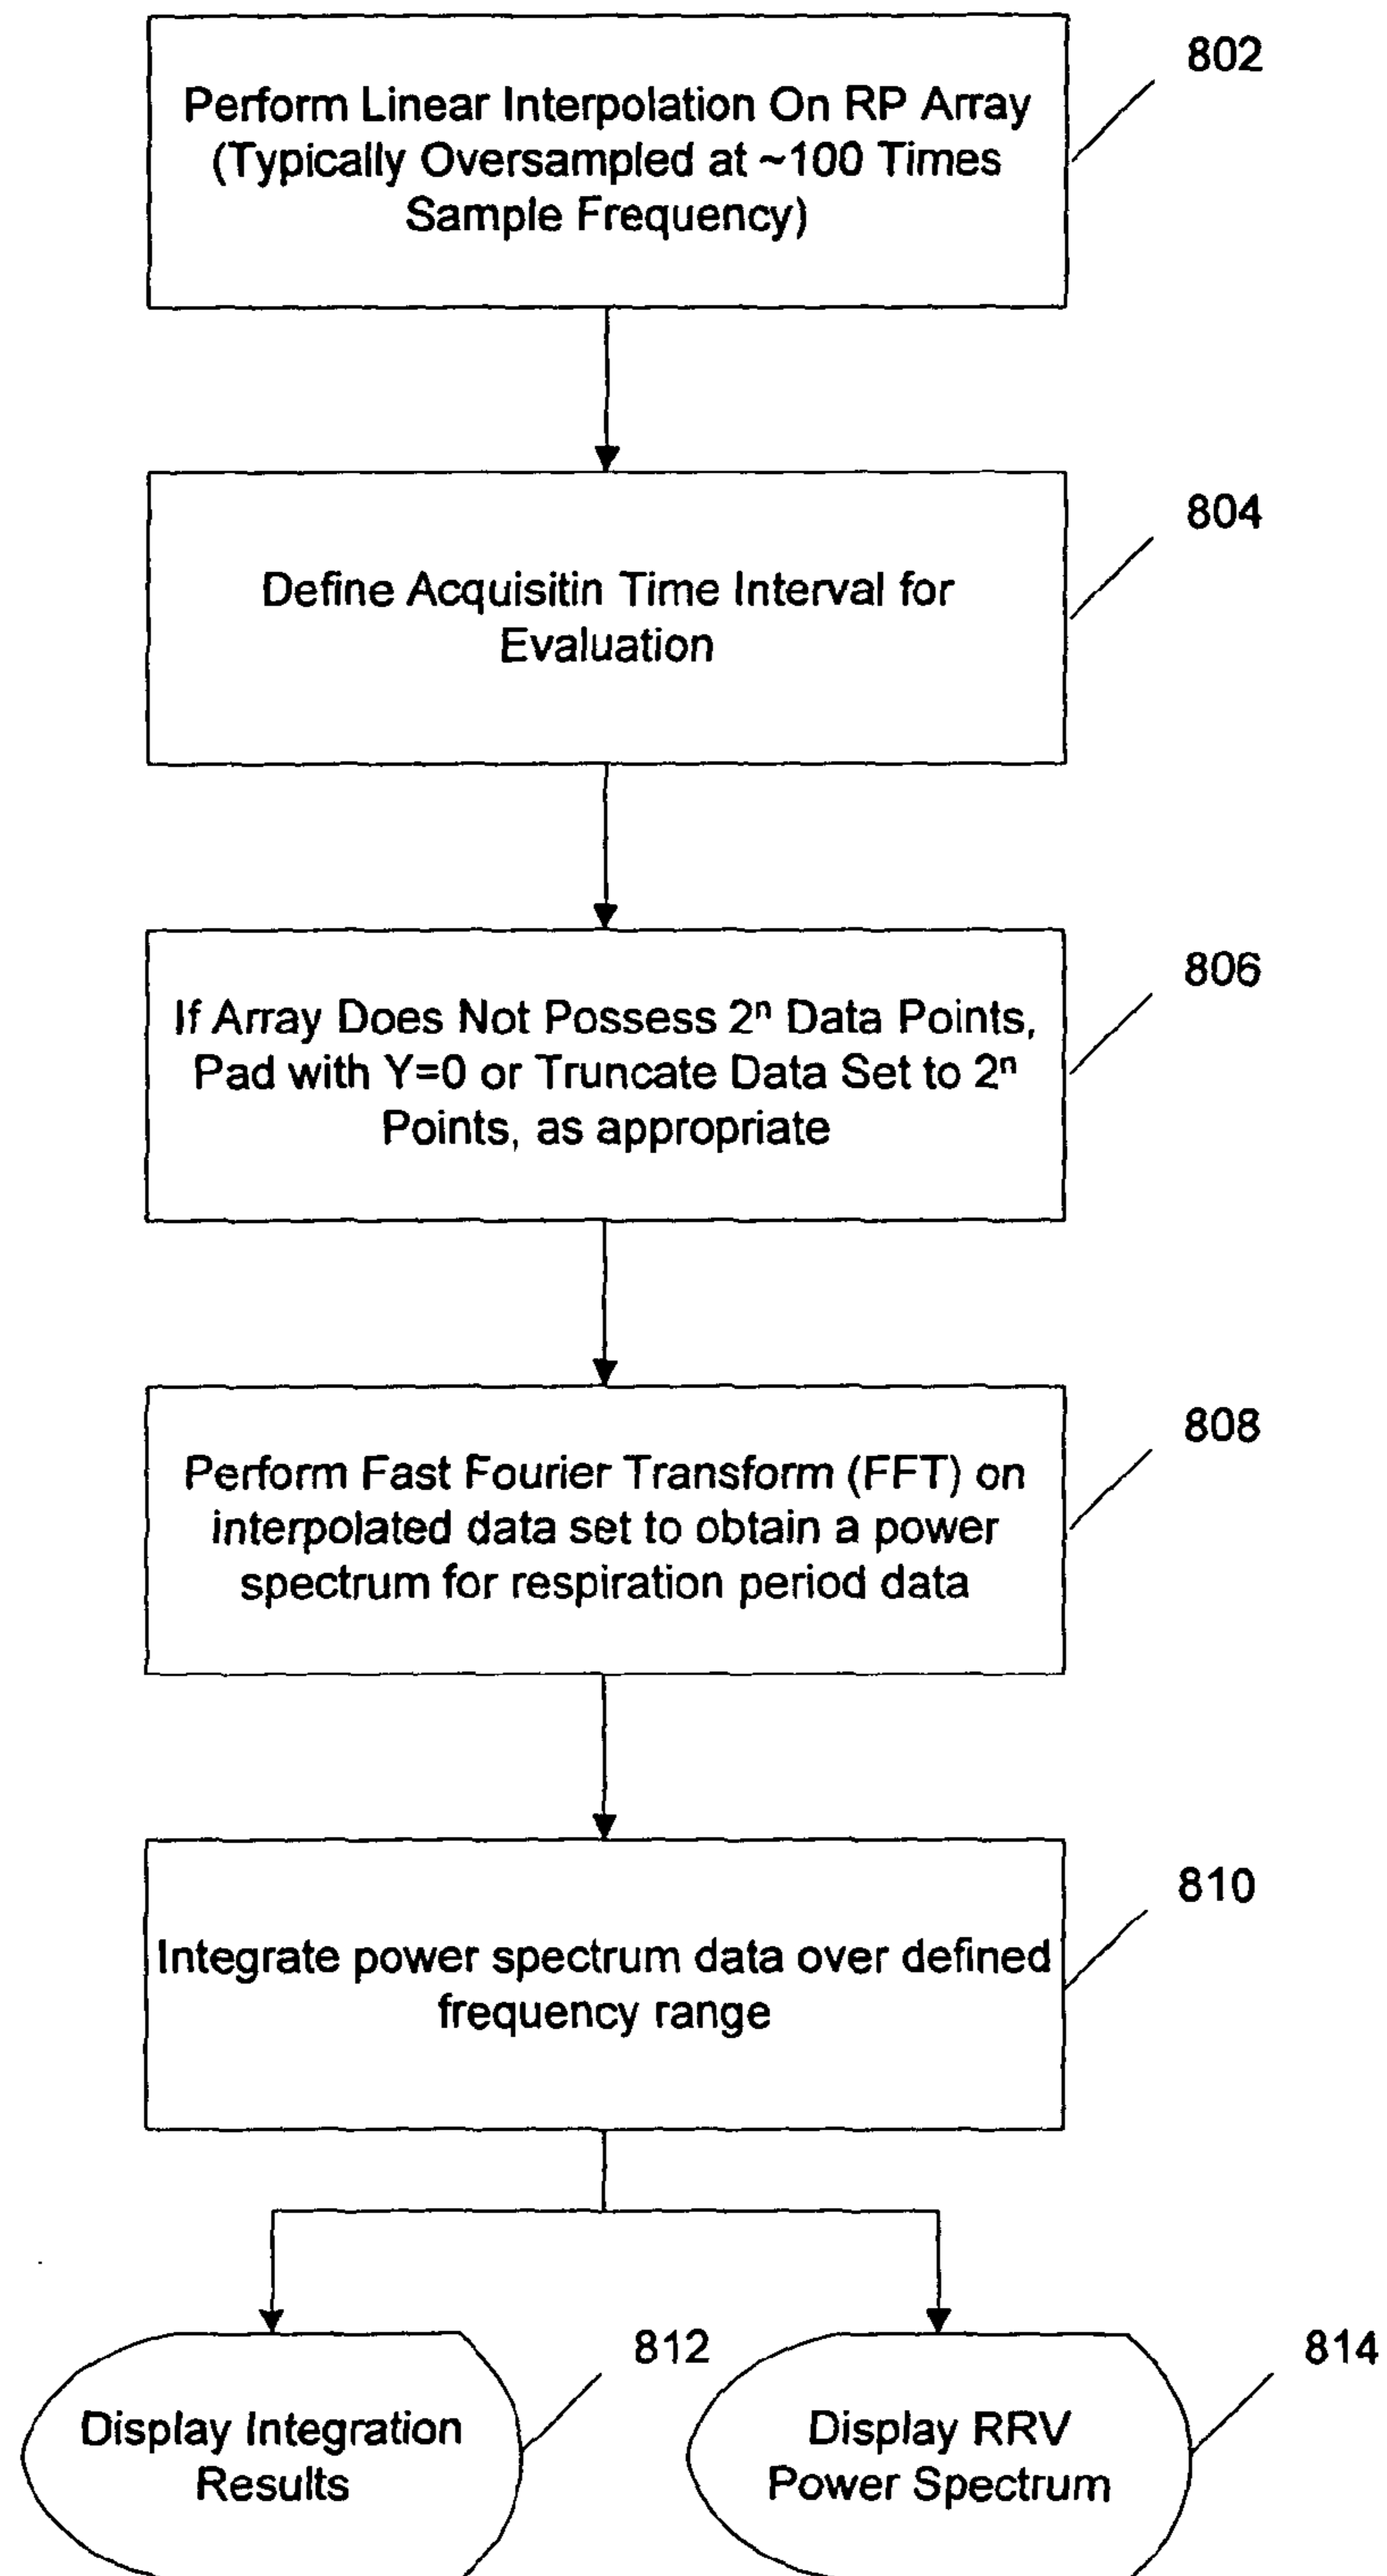 802
Perform Linear Interpolation On RP Array
(Typically Oversampled at ~100 Times
Sample Frequency)
804
Define Acquisitin Time Interval for
Evaluation
806
If Array Does Not Possess 2ⁿ Data Points,
Pad with Y=0 or Truncate Data Set to 2ⁿ
Points, as appropriate
808
Perform Fast Fourier Transform (FFT) on
interpolated data set to obtain a power
spectrum for respiration period data
810
Integrate power spectrum data over defined
frequency range
812
Display Integration
Results
814
Display RRV
Power Spectrum